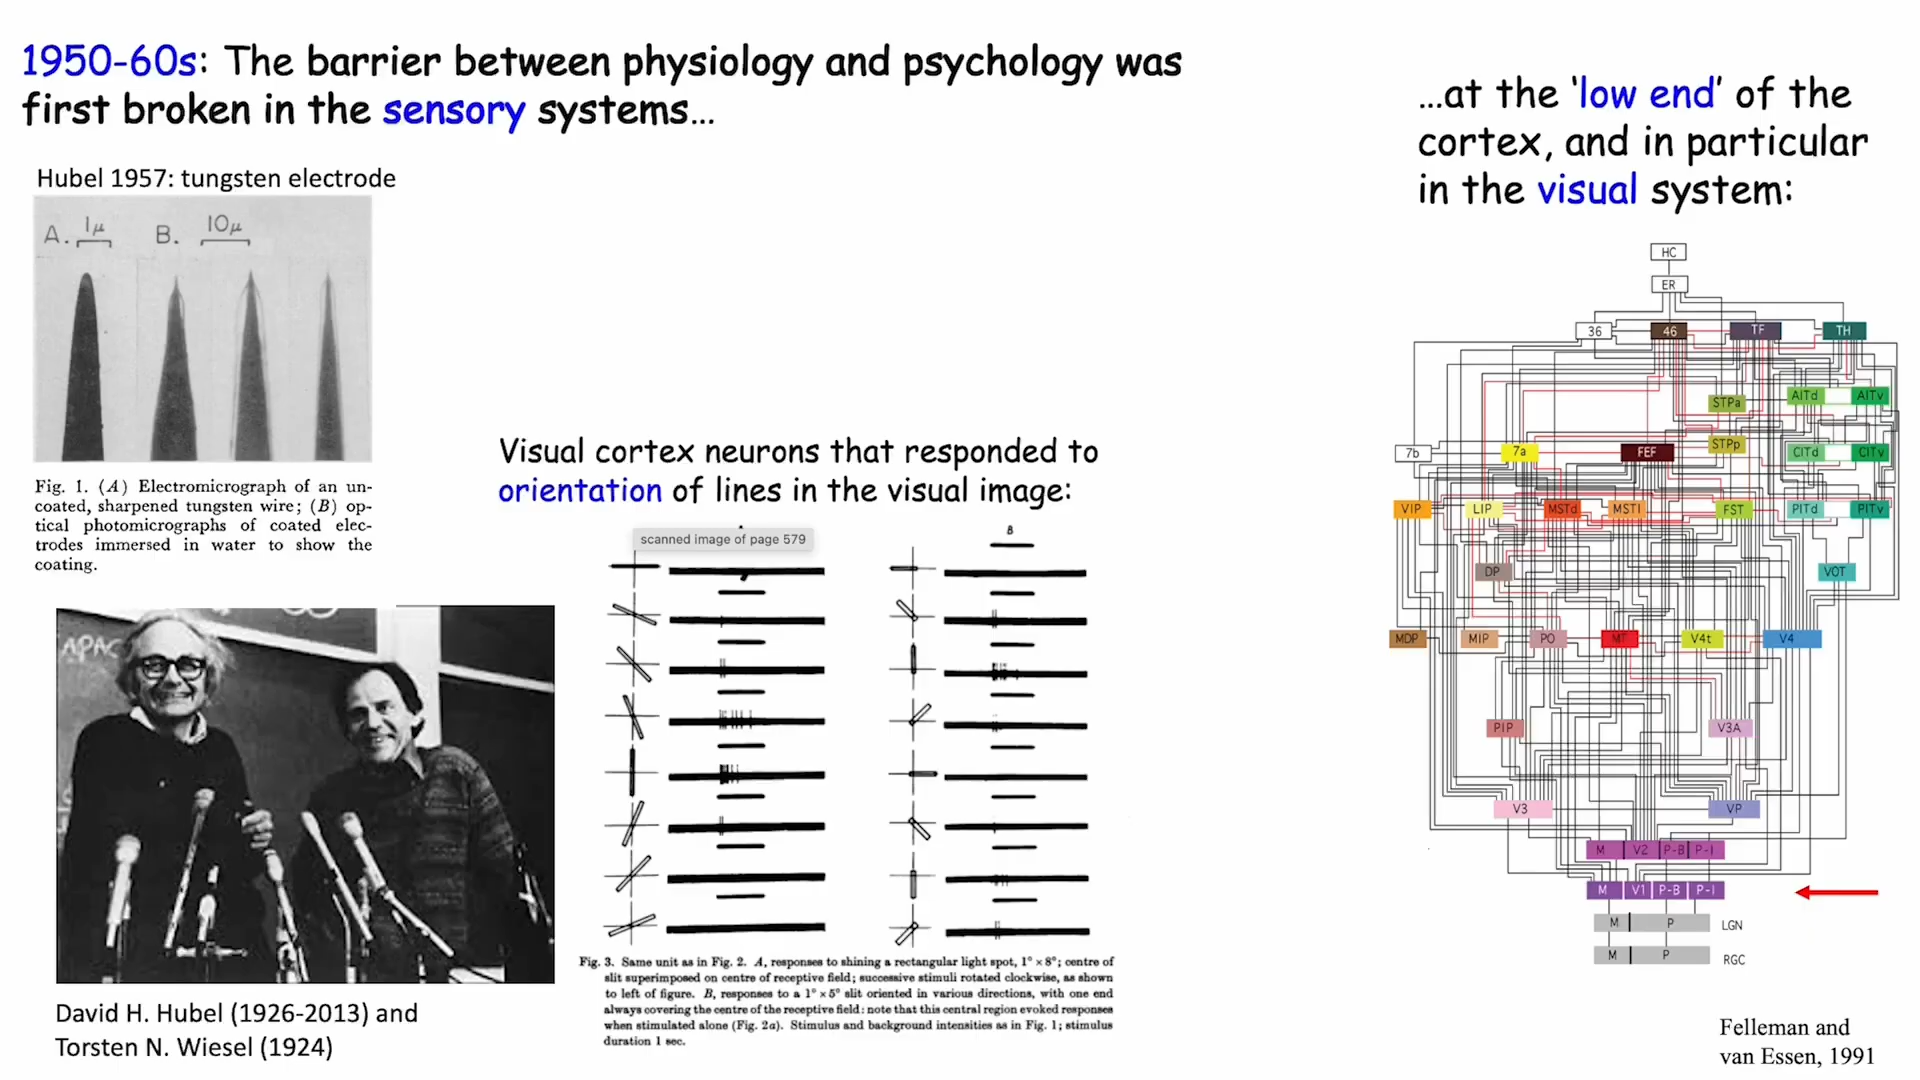 1950-60s: The barrier between physiology and psychology was
first broken in the sensory systems...
...at the ‘low end’ of the
cortex, and in particular
in the visual system:
Hubel 1957: tungsten electrode
A. 1μ B. 10μ
Fig. 1. (A) Electromicrograph of an un-
coated, sharpened tungsten wire; (B) op-
tical photomicrographs of coated elec-
trodes immersed in water to show the
coating.
APAC
David H. Hubel (1926-2013) and
Torsten N. Wiesel (1924)
Visual cortex neurons that responded to
orientation of lines in the visual image:
scanned image of page 579
B
Fig. 3. Same unit as in Fig. 2. A, responses to shining a rectangular light spot, 1° × 8°; centre of
slit superimposed on centre of receptive field; successive stimuli rotated clockwise, as shown
to left of figure. B, responses to a 1° × 5° slit oriented in various directions, with one end
always covering the centre of the receptive field: note that this central region evoked responses
when stimulated alone (Fig. 2a). Stimulus and background intensities as in Fig. 1; stimulus
duration 1 sec.
HC
ER
36 46 TF TH
STPa AITd AITv
7b 7a FEF STPp CITd CITv
VIP LIP MSTd MSTl FST PITd PITv
DP VOT
MDP MIP PO MT V4t V4
PIP V3A
V3 VP
M V2 P-B P-I
M V1 P-B P-I
M P LGN
M P RGC
Felleman and
van Essen, 1991